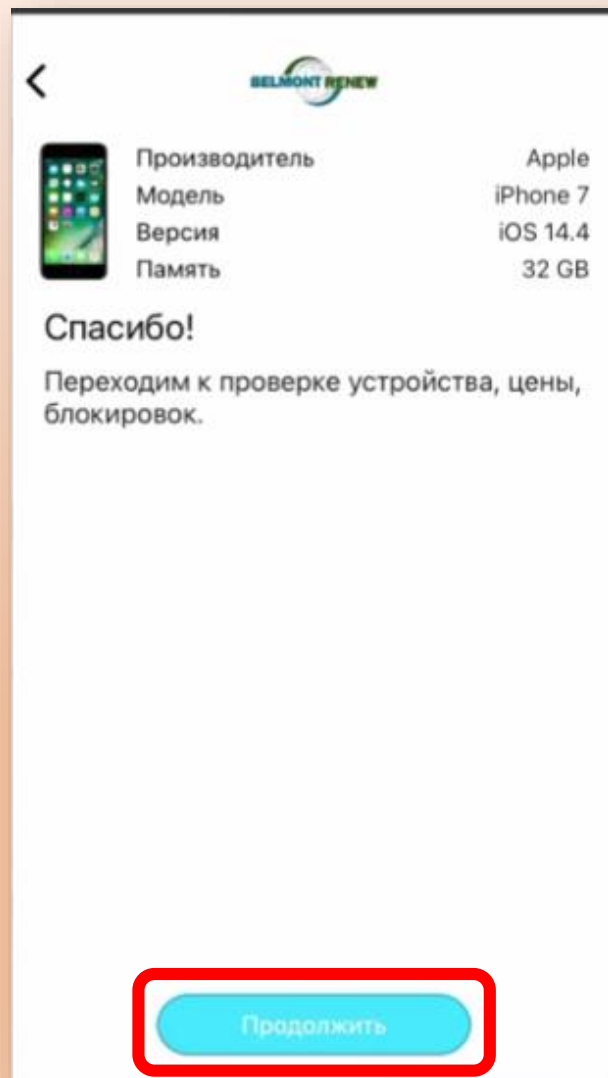 BELMONT RENEW
Производитель Apple
Модель iPhone 7
Версия iOS 14.4
Память 32 GB
Спасибо!
Переходим к проверке устройства, цены,
блокировок.
Продолжить